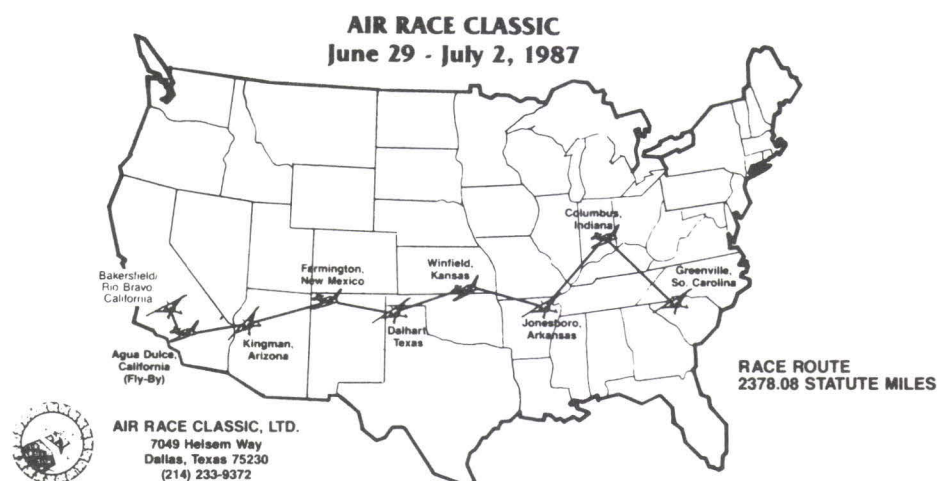 AIR RACE CLASSIC
June 29 - July 2, 1987
Columbus,
Indiana
Winfield,
Kansas
Farmington,
New Mexico
Greenville,
So. Carolina
Bakersfield/
Rio Bravo
California
Dalhart,
Texas
Jonesboro,
Arkansas
Kingman,
Arizona
Agua Dulce,
California
(Fly-By)
RACE ROUTE
2378.08 STATUTE MILES
AIR RACE CLASSIC, LTD.
7049 Helsem Way
Dallas, Texas 75230
(214) 233-9372